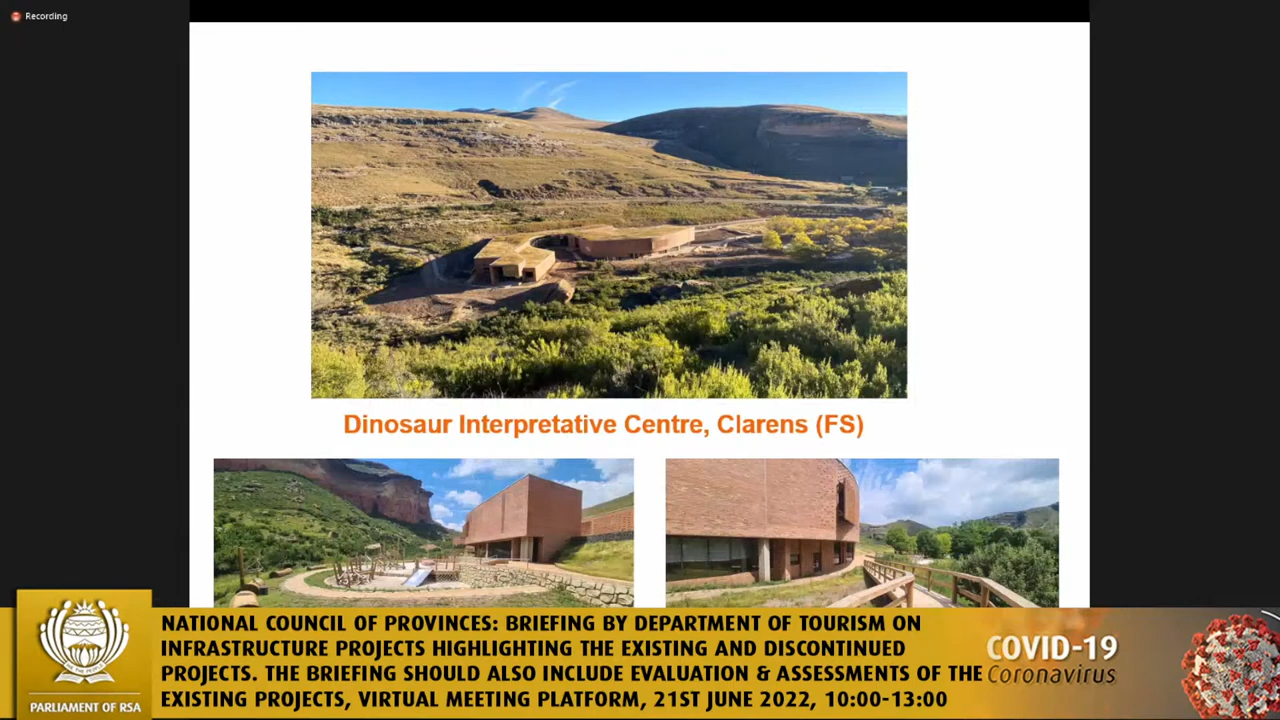 Recording
Dinosaur Interpretative Centre, Clarens (FS)
NATIONAL COUNCIL OF PROVINCES: BRIEFING BY DEPARTMENT OF TOURISM ON
INFRASTRUCTURE PROJECTS HIGHLIGHTING THE EXISTING AND DISCONTINUED
PROJECTS. THE BRIEFING SHOULD ALSO INCLUDE EVALUATION & ASSESSMENTS OF THE
EXISTING PROJECTS, VIRTUAL MEETING PLATFORM, 21ST JUNE 2022, 10:00-13:00
PARLIAMENT OF RSA
COVID-19
Coronavirus